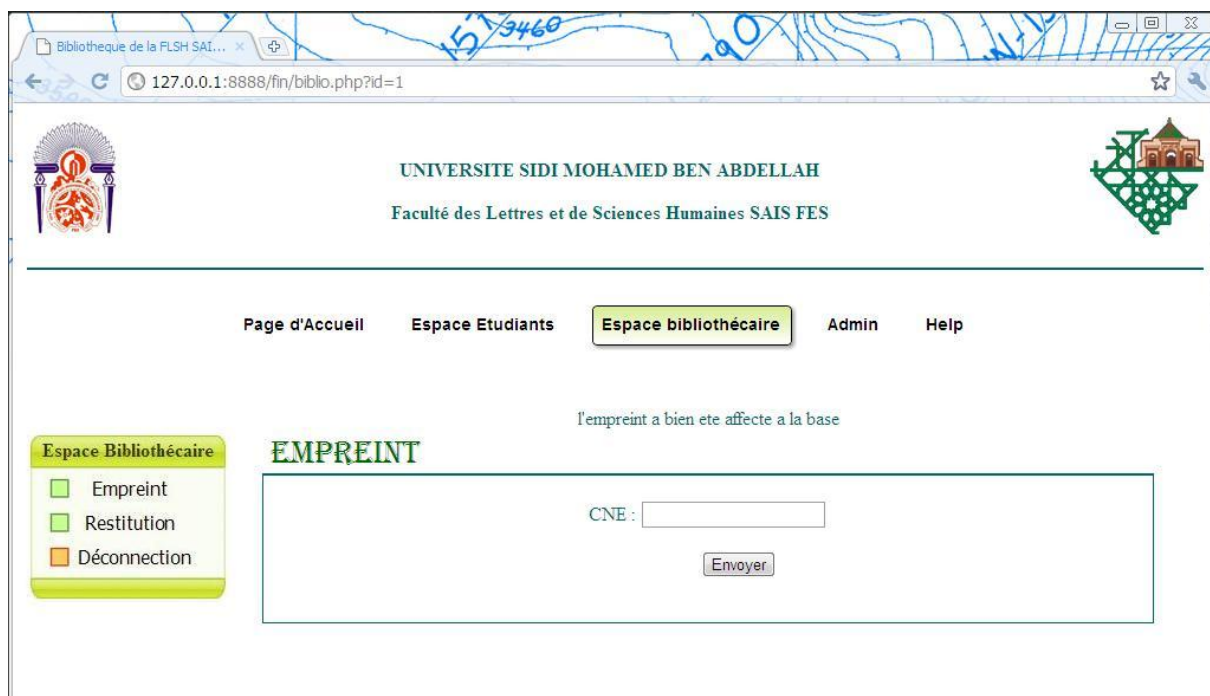 3460
Bibliotheque de la FLSH SAI...
127.0.0.1:8888/fin/biblio.php?id=1
UNIVERSITE SIDI MOHAMED BEN ABDELLAH
Faculté des Lettres et de Sciences Humaines SAIS FES
Page d'Accueil Espace Etudiants Espace bibliothécaire Admin Help
l'empreint a bien ete affecte a la base
Espace Bibliothécaire
Empreint
Restitution
Déconnection
EMPREINT
CNE :
Envoyer